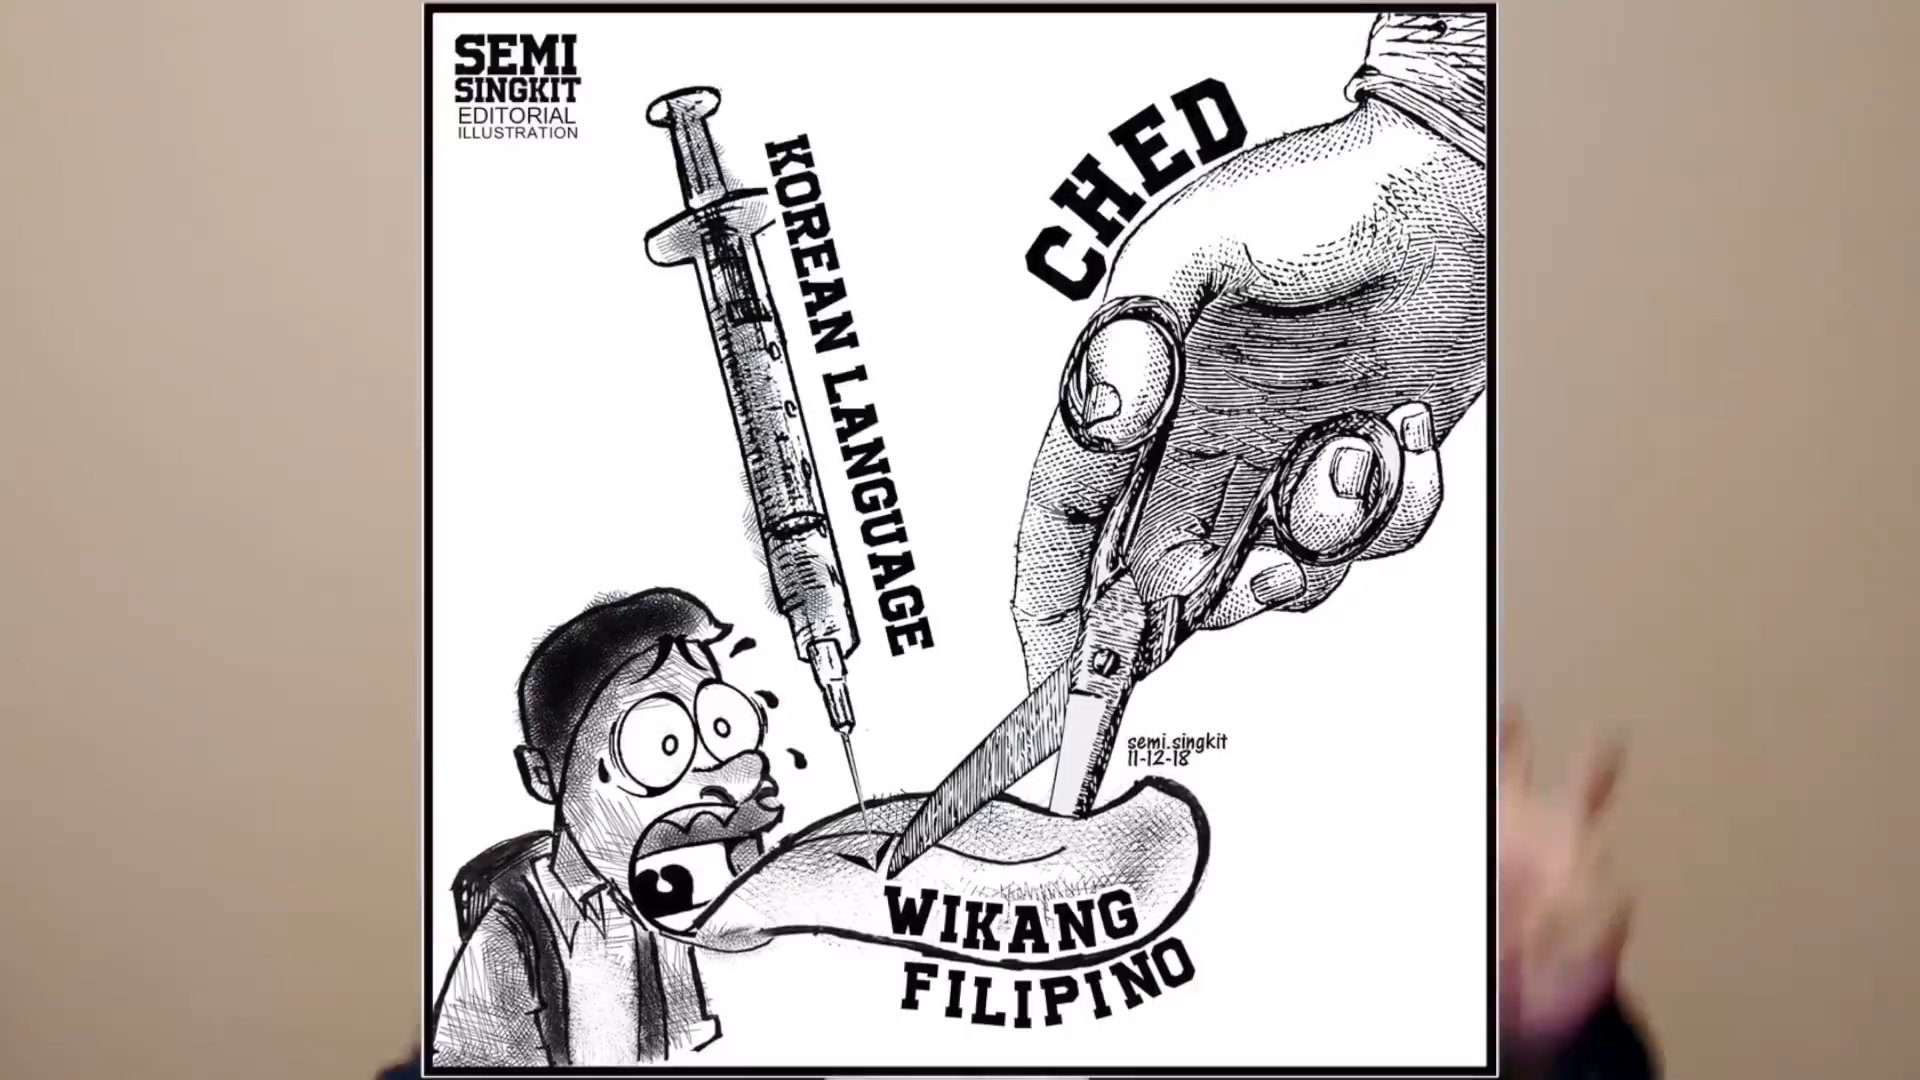 SEMI
SINGKIT
EDITORIAL
ILLUSTRATION
KOREAN LANGUAGE
CHED
semi.singkit
11-12-18
WIKANG
FILIPINO